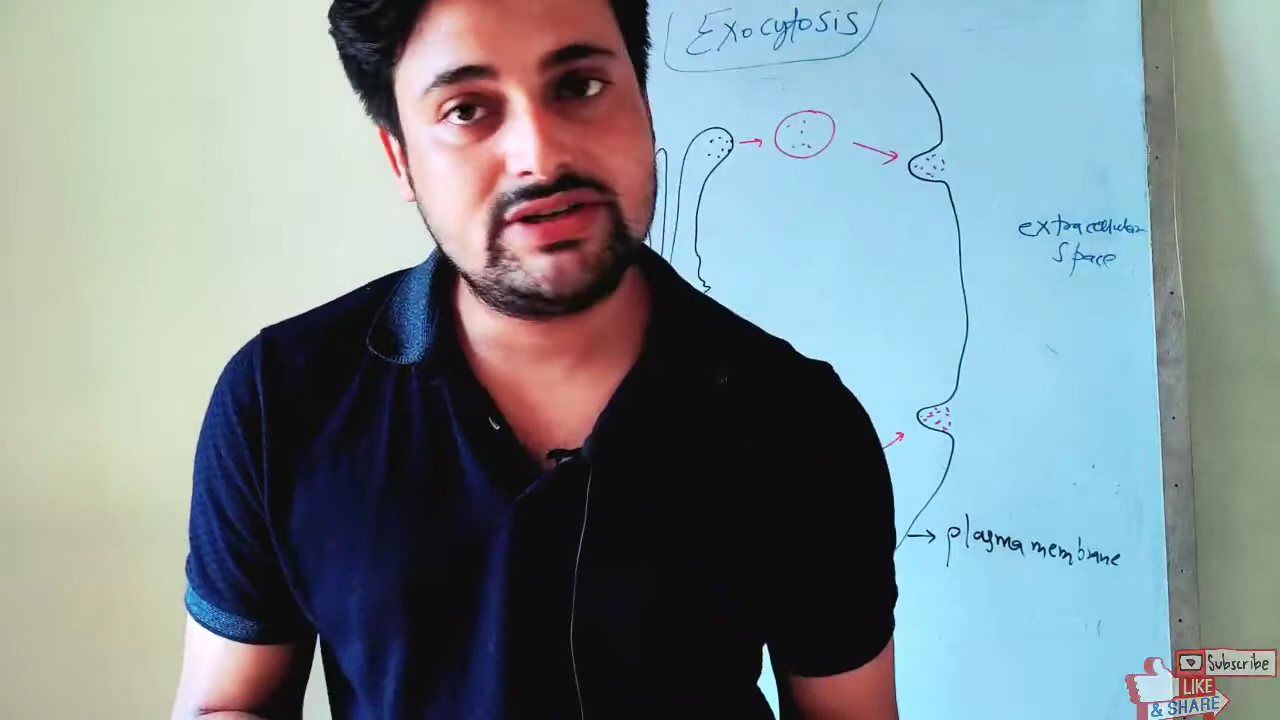 Exocytosis
extracellular
space
plasma membrane
Subscribe
LIKE
& SHARE